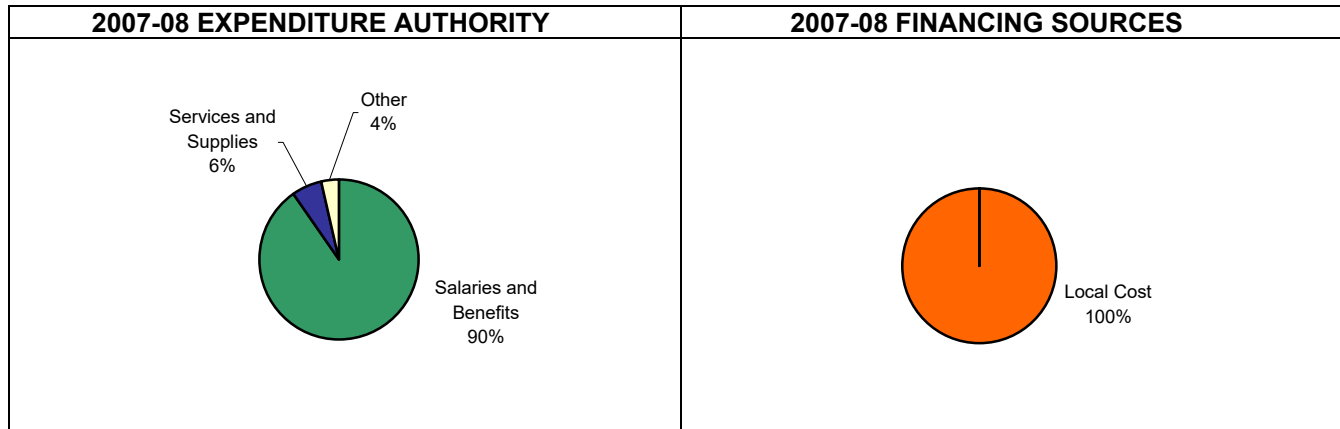 2007-08 EXPENDITURE AUTHORITY
2007-08 FINANCING SOURCES
Other
4%
Services and
Supplies
6%
Salaries and
Benefits
90%
Local Cost
100%